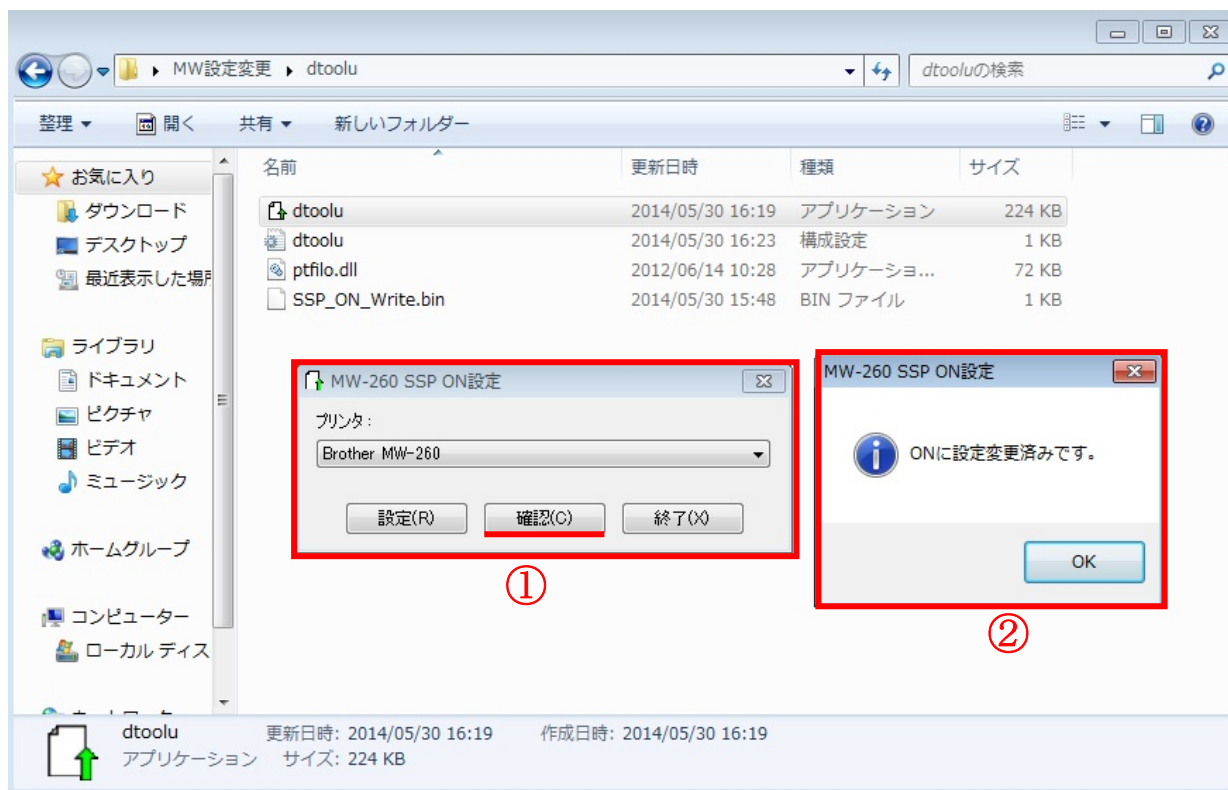 MW設定変更 dtoolu dtooluの検索
整理 開く 共有 新しいフォルダー
お気に入り
ダウンロード
デスクトップ
最近表示した場所
ライブラリ
ドキュメント
ピクチャ
ビデオ
ミュージック
ホームグループ
コンピューター
ローカル ディス
名前 更新日時 種類 サイズ
dtoolu 2014/05/30 16:19 アプリケーション 224 KB
dtoolu 2014/05/30 16:23 構成設定 1 KB
ptfilo.dll 2012/06/14 10:28 アプリケーショ... 72 KB
SSP_ON_Write.bin 2014/05/30 15:48 BIN ファイル 1 KB
MW-260 SSP ON設定
プリンタ:
Brother MW-260
設定(R) 確認(C) 終了(X)
①
MW-260 SSP ON設定
ONに設定変更済みです。
OK
②
dtoolu 更新日時: 2014/05/30 16:19 作成日時: 2014/05/30 16:19
アプリケーション サイズ: 224 KB